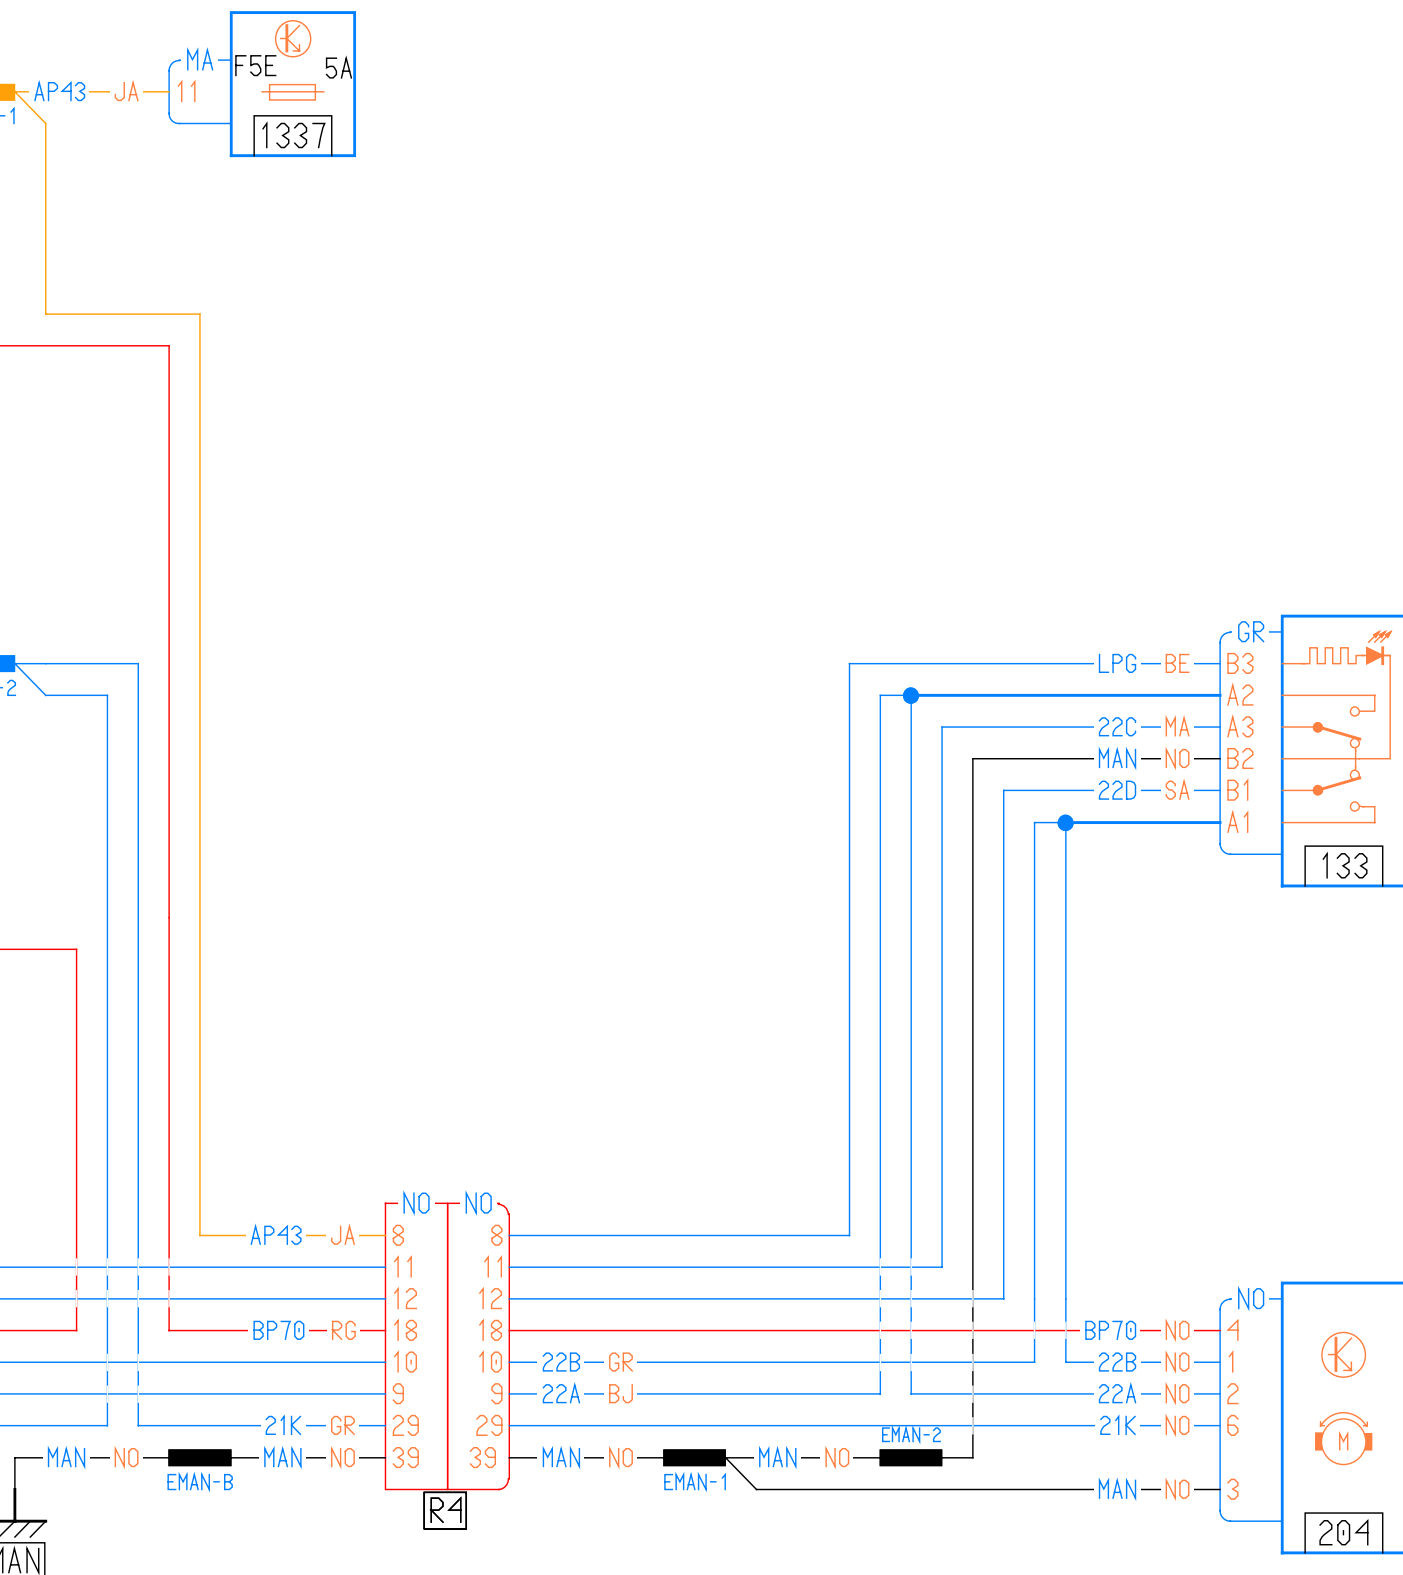 MA
F5E 5A
AP43 JA 11
-1
1337
GR
LPG BE B3
A2
-2
22C MA A3
MAN NO B2
22D SA B1
A1
133
NO NO
AP43 JA 8 8
11 11
12 12 NO
BP70 RG 18 18 BP70 NO 4
10 10 22B GR 22B NO 1
9 9 22A BJ 22A NO 2
21K GR 29 29 21K NO 6
EMAN-2
M
MAN NO MAN NO 39 39 MAN NO MAN NO
EMAN-B EMAN-1
MAN NO 3
R4
204
MAN